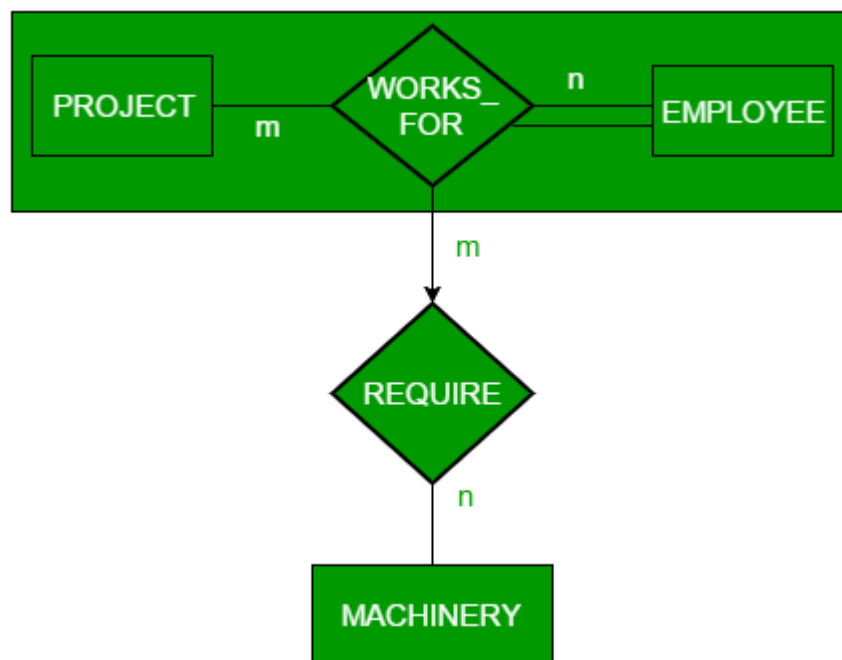 WORKS_
FOR
PROJECT
m
n
EMPLOYEE
m
REQUIRE
n
MACHINERY